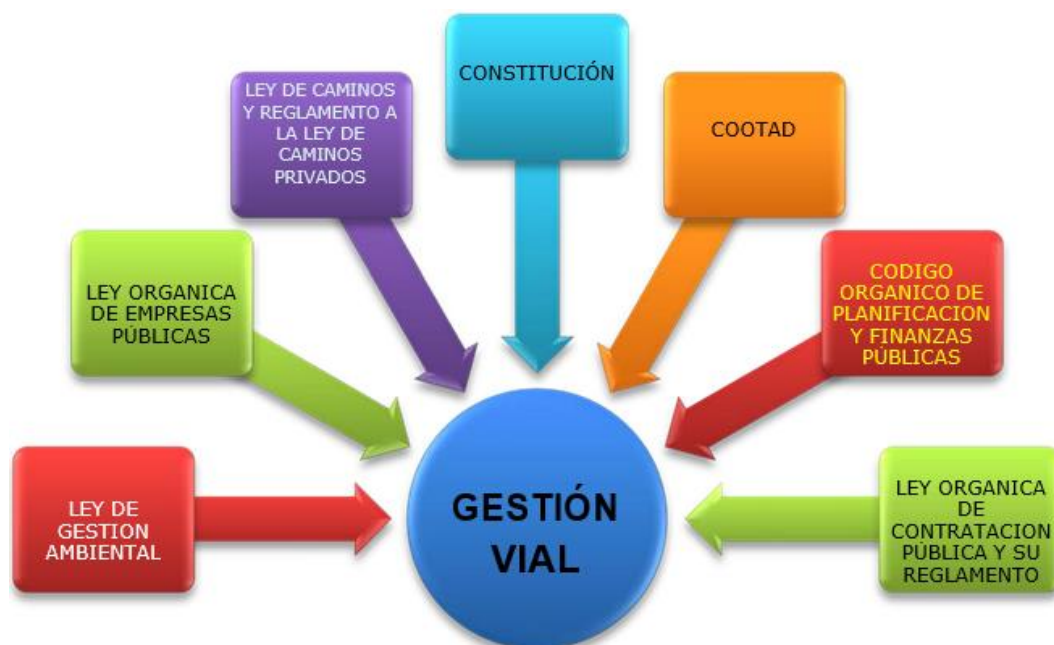 CONSTITUCIÓN
LEY DE CAMINOS
Y REGLAMENTO A
LA LEY DE
CAMINOS
PRIVADOS
COOTAD
LEY ORGANICA
DE EMPRESAS
PÚBLICAS
CODIGO
ORGANICO DE
PLANIFICACION
Y FINANZAS
PÚBLICAS
LEY DE
GESTION
AMBIENTAL
GESTIÓN
VIAL
LEY ORGANICA
DE
CONTRATACION
PÚBLICA Y SU
REGLAMENTO